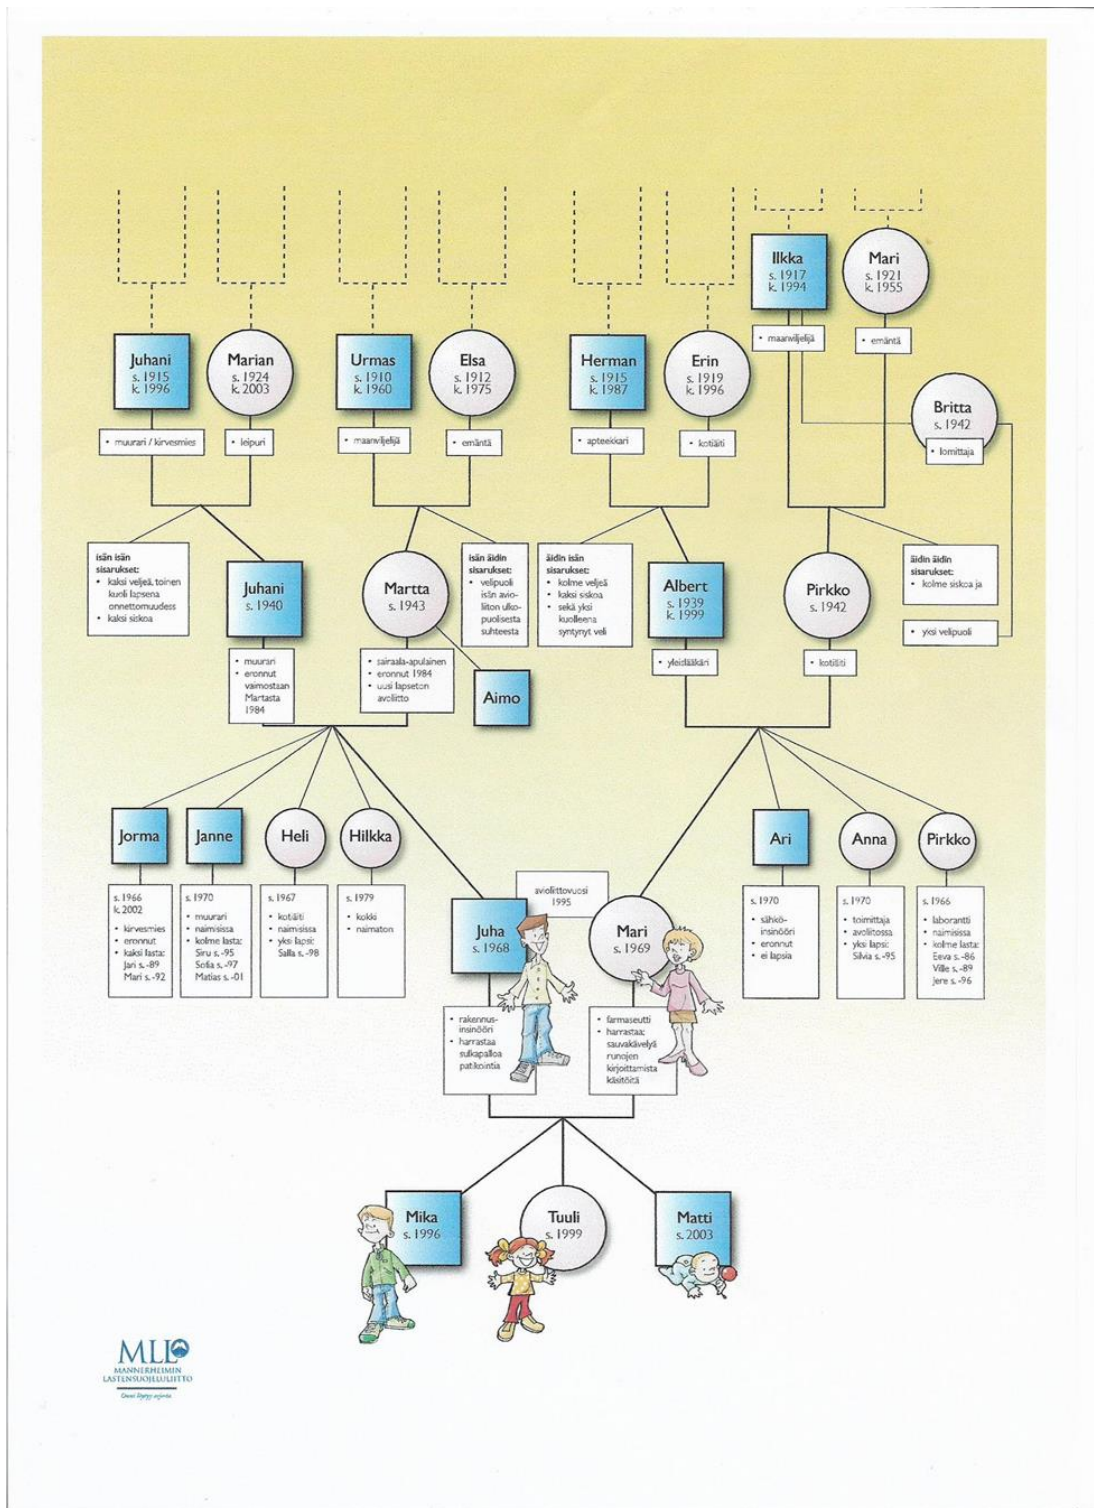 Ilkka
s. 1917
k. 1994
Mari
s. 1921
k. 1955
• maanviljelijä
• emäntä
Juhani
s. 1915
k. 1996
Marian
s. 1924
k. 2003
Urmas
s. 1910
k. 1960
Elsa
s. 1912
k. 1975
Herman
s. 1915
k. 1987
Erin
s. 1919
k. 1996
Britta
s. 1942
• lomittaja
• muurari / kirvesmies
• leipuri
• maanviljelijä
• emäntä
• apteekkari
• kotiäiti
isän isän
sisarukset:
• kaksi veljeä, toinen
kuoli lapsena
onnettomuudess
• kaksi siskoa
Juhani
s. 1940
• muurari
• eronnut
vaimostaan
Martasta
1984
Martta
s. 1943
• sairaala-apulainen
• eronnut 1984
• uusi lapseton
avoliitto
isän äidin
sisarukset:
• velipuoli
isän avio-
liiton ulko-
puolisesta
suhteesta
Aimo
äidin isän
sisarukset:
• kolme veljeä
• kaksi siskoa
• sekä yksi
kuolleena
syntynyt veli
Albert
s. 1939
k. 1999
• yleislääkäri
Pirkko
s. 1942
• kotiäiti
äidin äidin
sisarukset:
• kolme siskoa ja
• yksi velipuoli
Jorma
s. 1966
k. 2002
• kirvesmies
• eronnut
• kaksi lasta:
Jari s. -89
Mari s. -92
Janne
s. 1970
• muurari
• naimisissa
• kolme lasta:
Siru s. -95
Sofia s. -97
Matias s. -01
Heli
s. 1967
• kotiäiti
• naimisissa
• yksi lapsi:
Salla s. -98
Hilkka
s. 1979
• kokki
• naimaton
Juha
s. 1968
avioliittovuosi
1995
Mari
s. 1969
Ari
s. 1970
• sähkö-
insinööri
• eronnut
• ei lapsia
Anna
s. 1970
• toimittaja
• avoliitossa
• yksi lapsi:
Silvia s. -95
Pirkko
s. 1966
• laborantti
• naimisissa
• kolme lasta:
Eeva s. -86
Ville s. -89
Jere s. -96
• rakennus-
insinööri
• harrastaa
sulkapalloa
patikointia
• farmaseutti
• harrastaa:
sauvakävelyä
runojen
kirjoittamista
käsitöitä
Mika
s. 1996
Tuuli
s. 1999
Matti
s. 2003
MLL
MANNERHEIMIN
LASTENSUOJELULIITTO